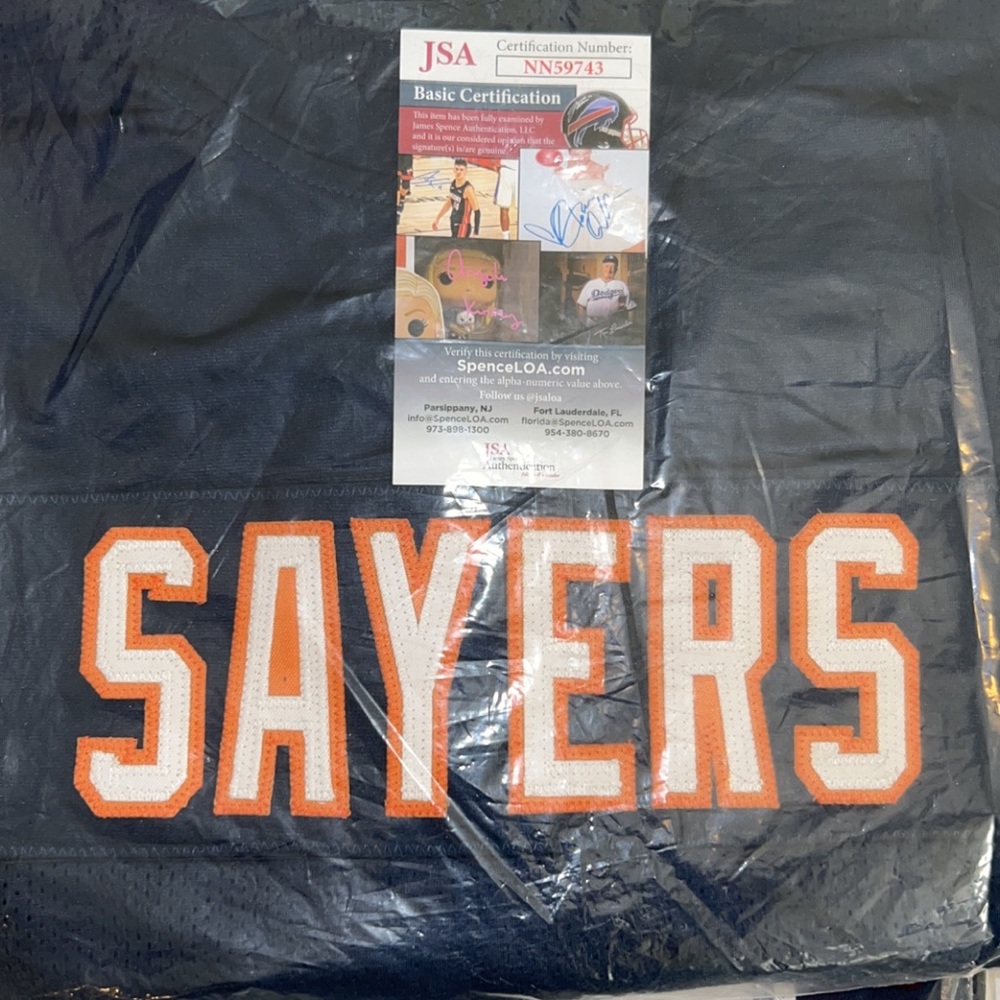 JSA
Certification Number:
NN59743
Basic Certification
This item has been fully examined by
James Spence Authentication, LLC
and it is our considered opinion that the
signature(s) is/are genuine.
Dodgers
Verify this certification by visiting
SpenceLOA.com
and entering the alpha-numeric value above.
Follow us @jsaloa
Parsippany, NJ
info@SpenceLOA.com
973-898-1300
Fort Lauderdale, FL
florida@SpenceLOA.com
954-380-8670
JSA
Authentication
SAYERS